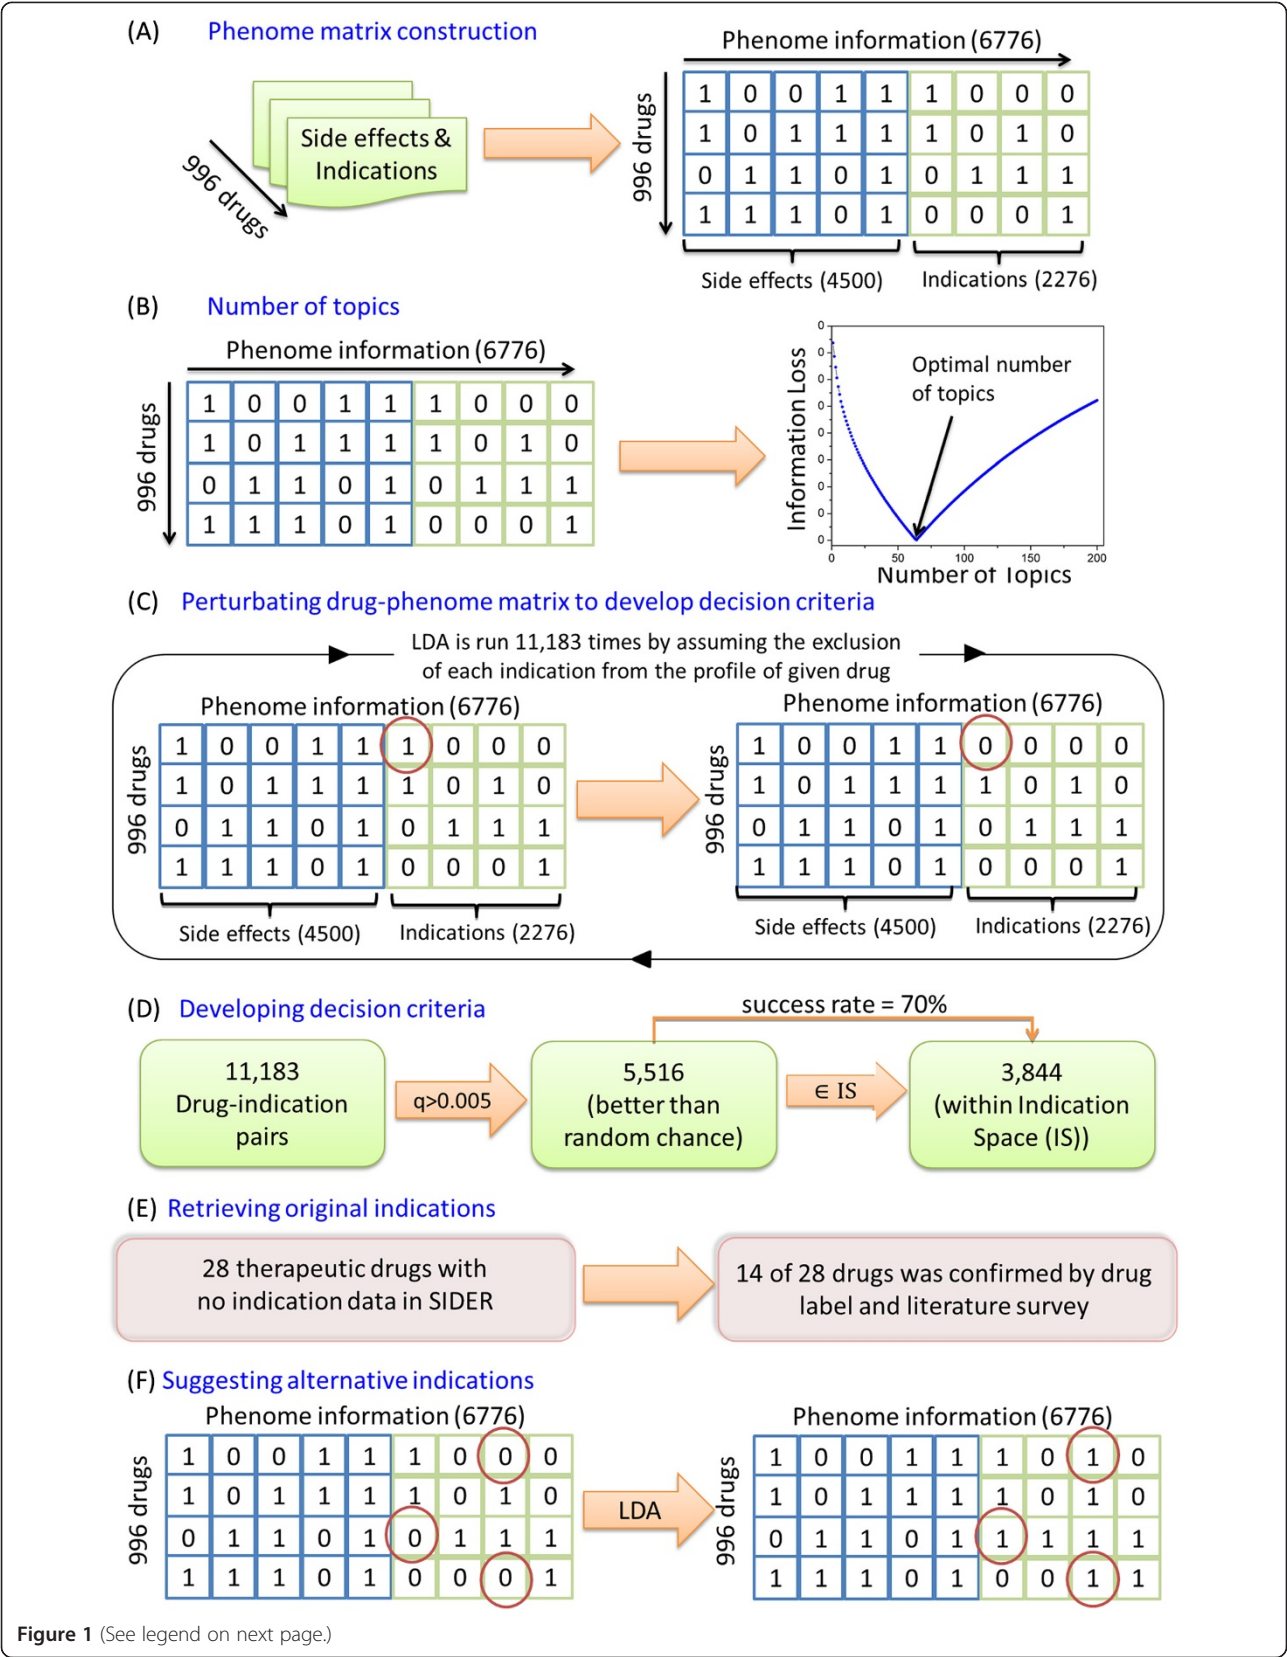 (A) Phenome matrix construction
Phenome information (6776)
996 drugs
Side effects &
Indications
996 drugs
1 0 0 1 1 1 0 0 0
1 0 1 1 1 1 0 1 0
0 1 1 0 1 0 1 1 1
1 1 1 0 1 0 0 0 1
Side effects (4500) Indications (2276)
(B) Number of topics
Phenome information (6776)
996 drugs
1 0 0 1 1 1 0 0 0
1 0 1 1 1 1 0 1 0
0 1 1 0 1 0 1 1 1
1 1 1 0 1 0 0 0 1
Information Loss
0
0
0
0
0
0
0
0
0
Optimal number
of topics
0 50 100 150 200
Number of Topics
(C) Perturbating drug-phenome matrix to develop decision criteria
LDA is run 11,183 times by assuming the exclusion
of each indication from the profile of given drug
Phenome information (6776)
996 drugs
1 0 0 1 1 1 0 0 0
1 0 1 1 1 1 0 1 0
0 1 1 0 1 0 1 1 1
1 1 1 0 1 0 0 0 1
Side effects (4500) Indications (2276)
Phenome information (6776)
996 drugs
1 0 0 1 1 0 0 0 0
1 0 1 1 1 1 0 1 0
0 1 1 0 1 0 1 1 1
1 1 1 0 1 0 0 0 1
Side effects (4500) Indications (2276)
(D) Developing decision criteria
success rate = 70%
11,183
Drug-indication
pairs
q>0.005
5,516
(better than
random chance)
∈ IS
3,844
(within Indication
Space (IS))
(E) Retrieving original indications
28 therapeutic drugs with
no indication data in SIDER
14 of 28 drugs was confirmed by drug
label and literature survey
(F) Suggesting alternative indications
Phenome information (6776)
996 drugs
1 0 0 1 1 1 0 0 0
1 0 1 1 1 1 0 1 0
0 1 1 0 1 0 1 1 1
1 1 1 0 1 0 0 0 1
LDA
Phenome information (6776)
996 drugs
1 0 0 1 1 1 0 1 0
1 0 1 1 1 1 0 1 0
0 1 1 0 1 1 1 1 1
1 1 1 0 1 0 0 1 1
Figure 1 (See legend on next page.)